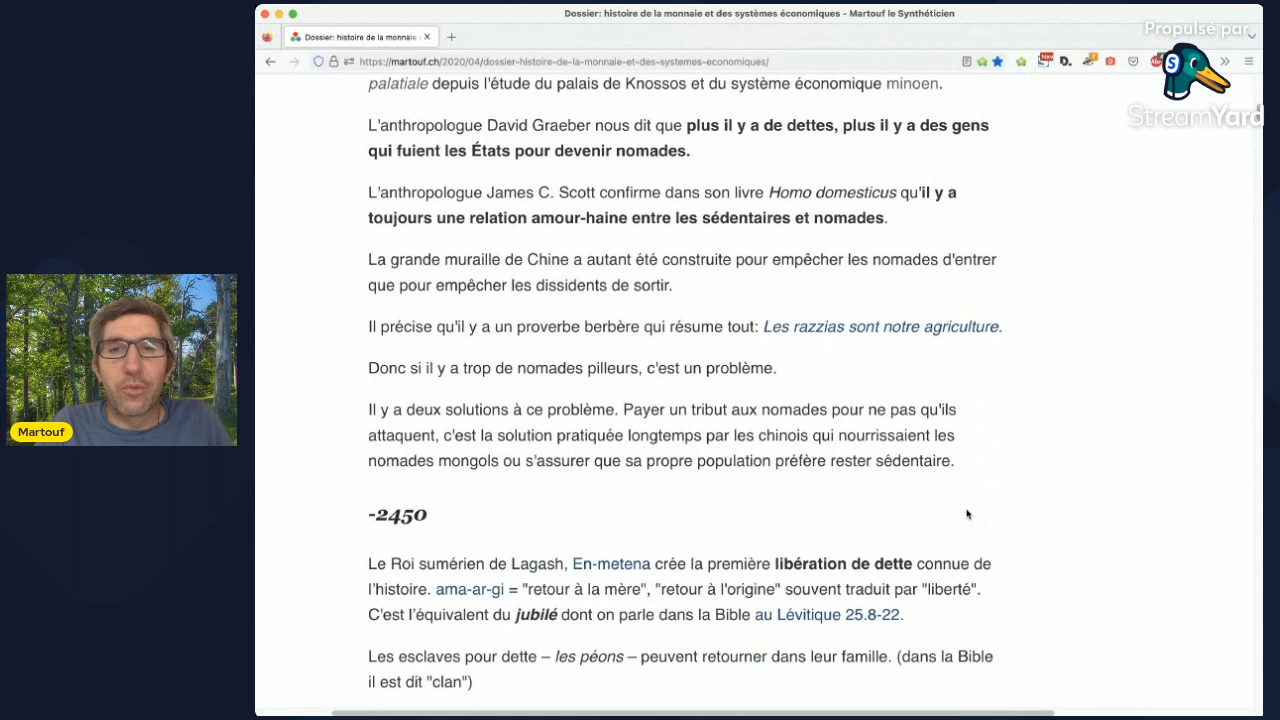 Dossier: histoire de la monnaie et des systèmes économiques - Martouf le Synthéticien
Propulsé par
Dossier: histoire de la monnaie
https://martouf.ch/2020/04/dossier-histoire-de-la-monnaie-et-des-systemes-economiques/
New
D.
S
StreamYard
palatiale depuis l'étude du palais de Knossos et du système économique minoen.
L'anthropologue David Graeber nous dit que plus il y a de dettes, plus il y a des gens
qui fuient les États pour devenir nomades.
L'anthropologue James C. Scott confirme dans son livre Homo domesticus qu'il y a
toujours une relation amour-haine entre les sédentaires et nomades.
La grande muraille de Chine a autant été construite pour empêcher les nomades d'entrer
que pour empêcher les dissidents de sortir.
Il précise qu'il y a un proverbe berbère qui résume tout: Les razzias sont notre agriculture.
Donc si il y a trop de nomades pilleurs, c'est un problème.
Il y a deux solutions à ce problème. Payer un tribut aux nomades pour ne pas qu'ils
attaquent, c'est la solution pratiquée longtemps par les chinois qui nourrissaient les
nomades mongols ou s'assurer que sa propre population préfère rester sédentaire.
Martouf
-2450
Le Roi sumérien de Lagash, En-metena crée la première libération de dette connue de
l'histoire. ama-ar-gi = "retour à la mère", "retour à l'origine" souvent traduit par "liberté".
C'est l'équivalent du jubilé dont on parle dans la Bible au Lévitique 25.8-22.
Les esclaves pour dette – les péons – peuvent retourner dans leur famille. (dans la Bible
il est dit "clan")